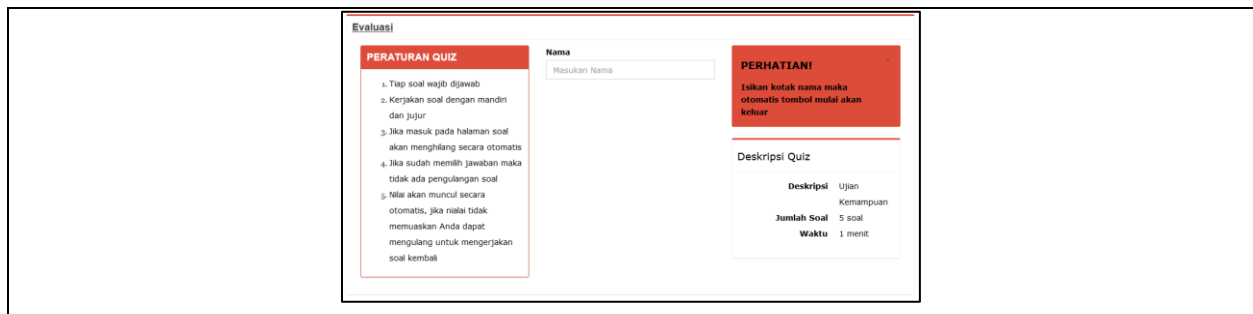 Evaluasi
PERATURAN QUIZ
1. Tiap soal wajib dijawab
2. Kerjakan soal dengan mandiri
dan jujur
3. Jika masuk pada halaman soal
akan menghilang secara otomatis
4. Jika sudah memilih jawaban maka
tidak ada pengulangan soal
5. Nilai akan muncul secara
otomatis, jika nialai tidak
memuaskan Anda dapat
mengulang untuk mengerjakan
soal kembali
Nama
Masukan Nama
PERHATIAN!
×
Isikan kotak nama maka
otomatis tombol mulai akan
keluar
Deskripsi Quiz
Deskripsi Ujian
Kemampuan
Jumlah Soal 5 soal
Waktu 1 menit